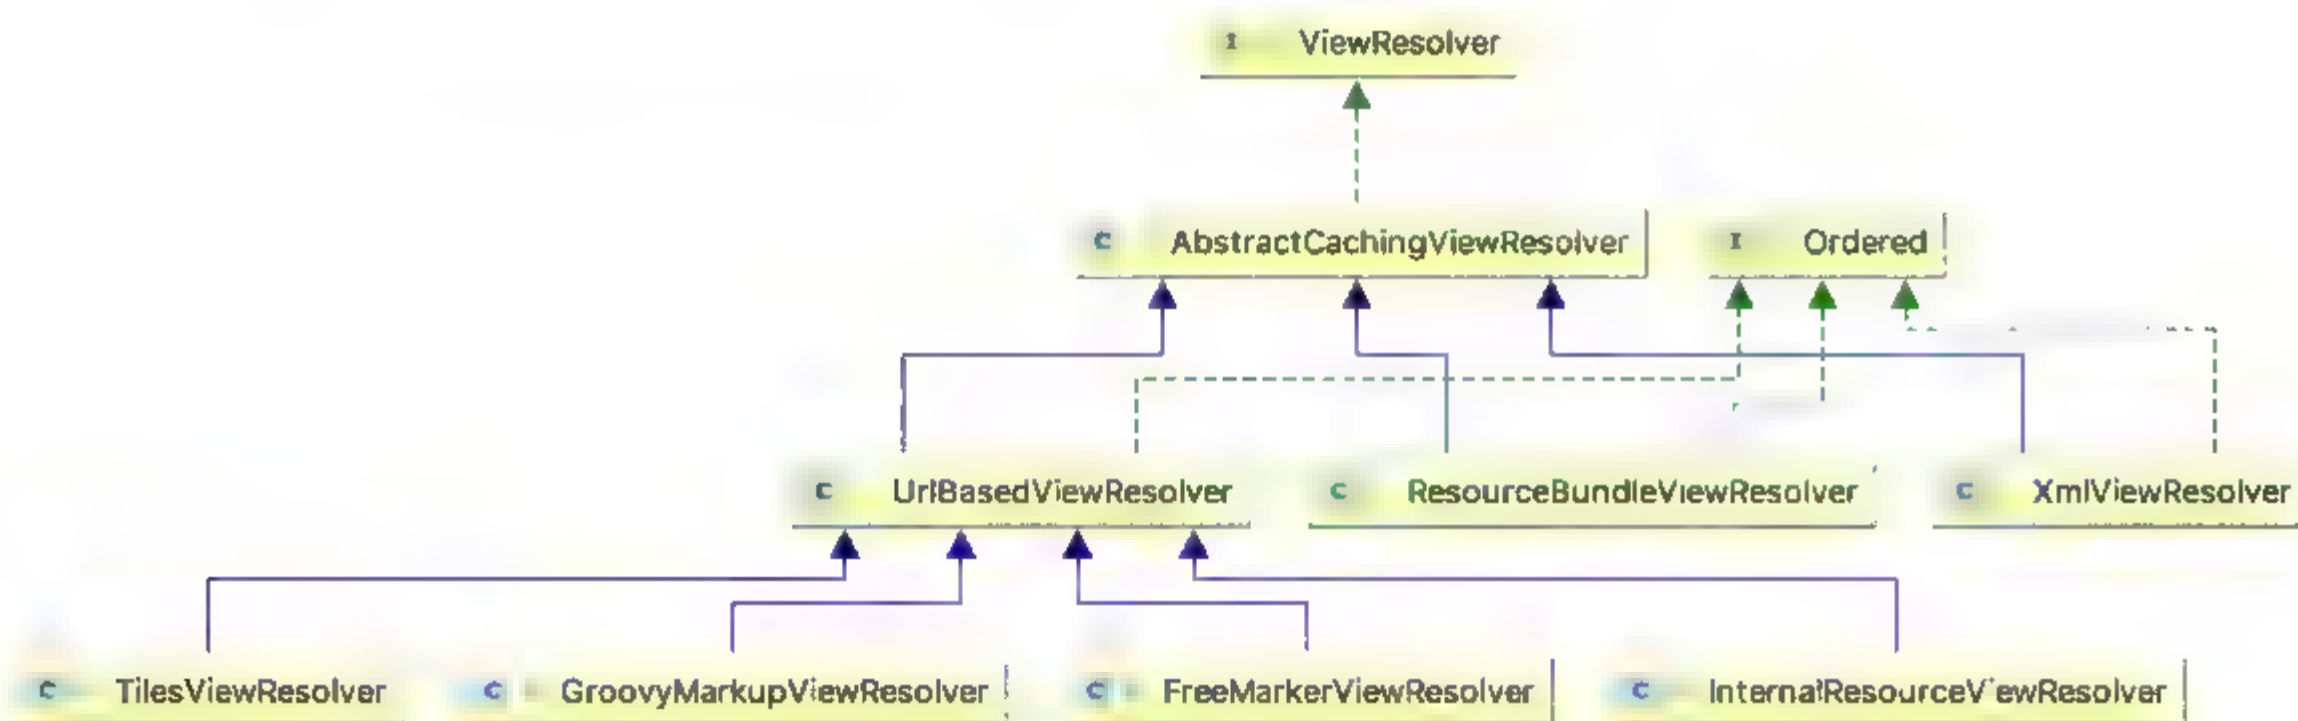 I ViewResolver
C AbstractCachingViewResolver
I Ordered
C UrlBasedViewResolver
C ResourceBundleViewResolver
C XmlViewResolver
C TilesViewResolver
C GroovyMarkupViewResolver
C FreeMarkerViewResolver
C InternalResourceViewResolver